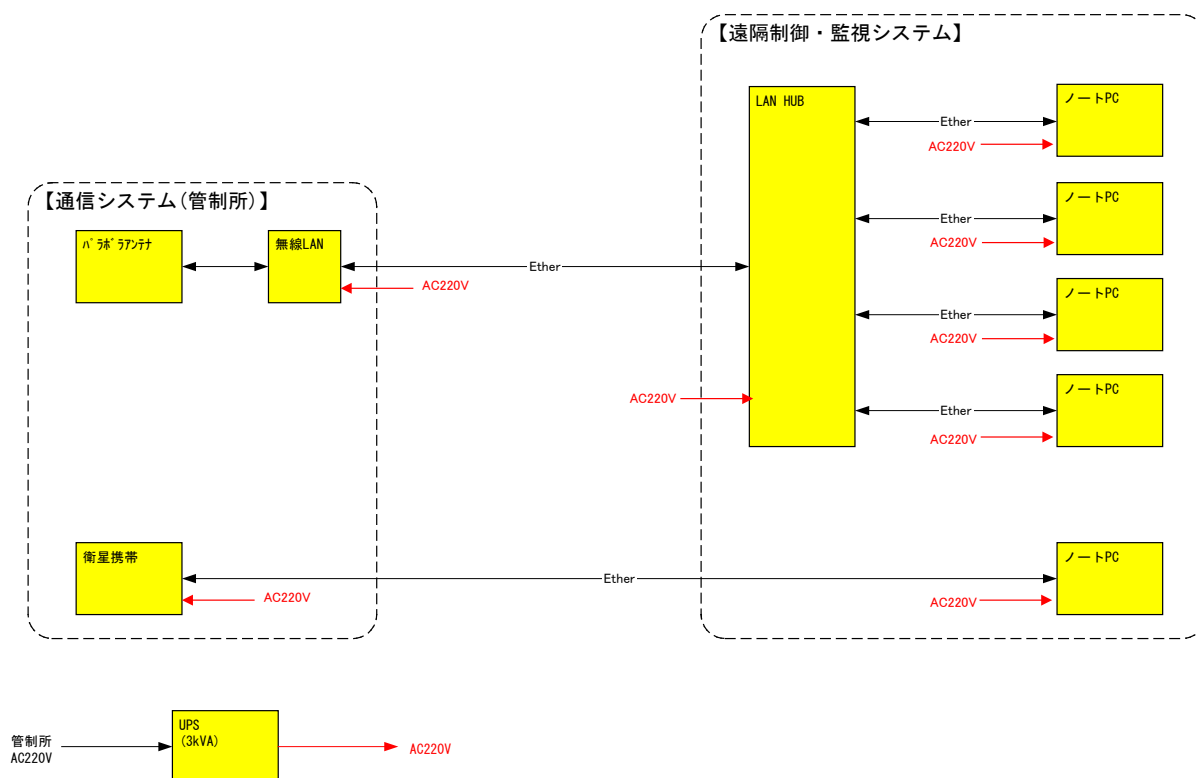 【遠隔制御・監視システム】
LAN HUB
ノートPC
Ether
AC220V
ノートPC
Ether
AC220V
ノートPC
Ether
AC220V
ノートPC
Ether
AC220V
AC220V
【通信システム(管制所)】
ﾊﾟﾗﾎﾞﾗｱﾝﾃﾅ
無線LAN
Ether
AC220V
衛星携帯
AC220V
Ether
ノートPC
AC220V
管制所
AC220V
UPS
(3kVA)
AC220V